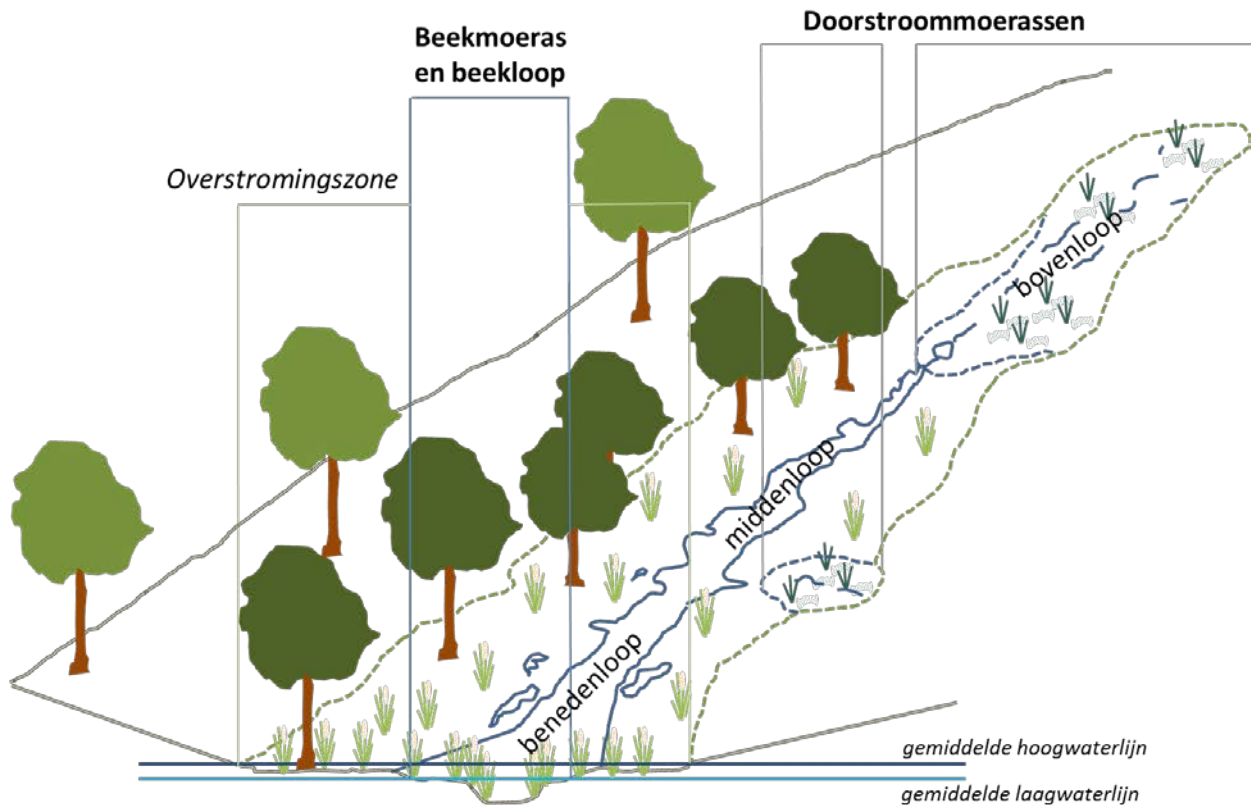 Doorstroommoerassen
Beekmoeras
en beekloop
Overstromingszone
bovenloop
middenloop
benedenloop
gemiddelde hoogwaterlijn
gemiddelde laagwaterlijn